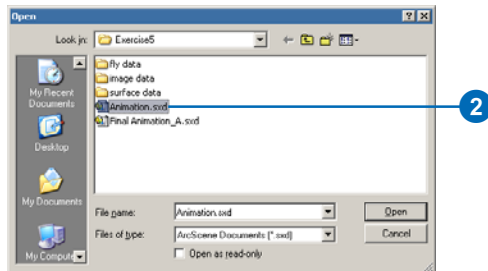 Open
Look in:
Exercise5
fly data
image data
surface data
Animation.sxd
Final Animation_A.sxd
2
My Recent
Documents
Desktop
My Documents
My Compute
File name:
Animation.sxd
Open
Files of type:
ArcScene Documents (*.sxd)
Cancel
Open as read-only